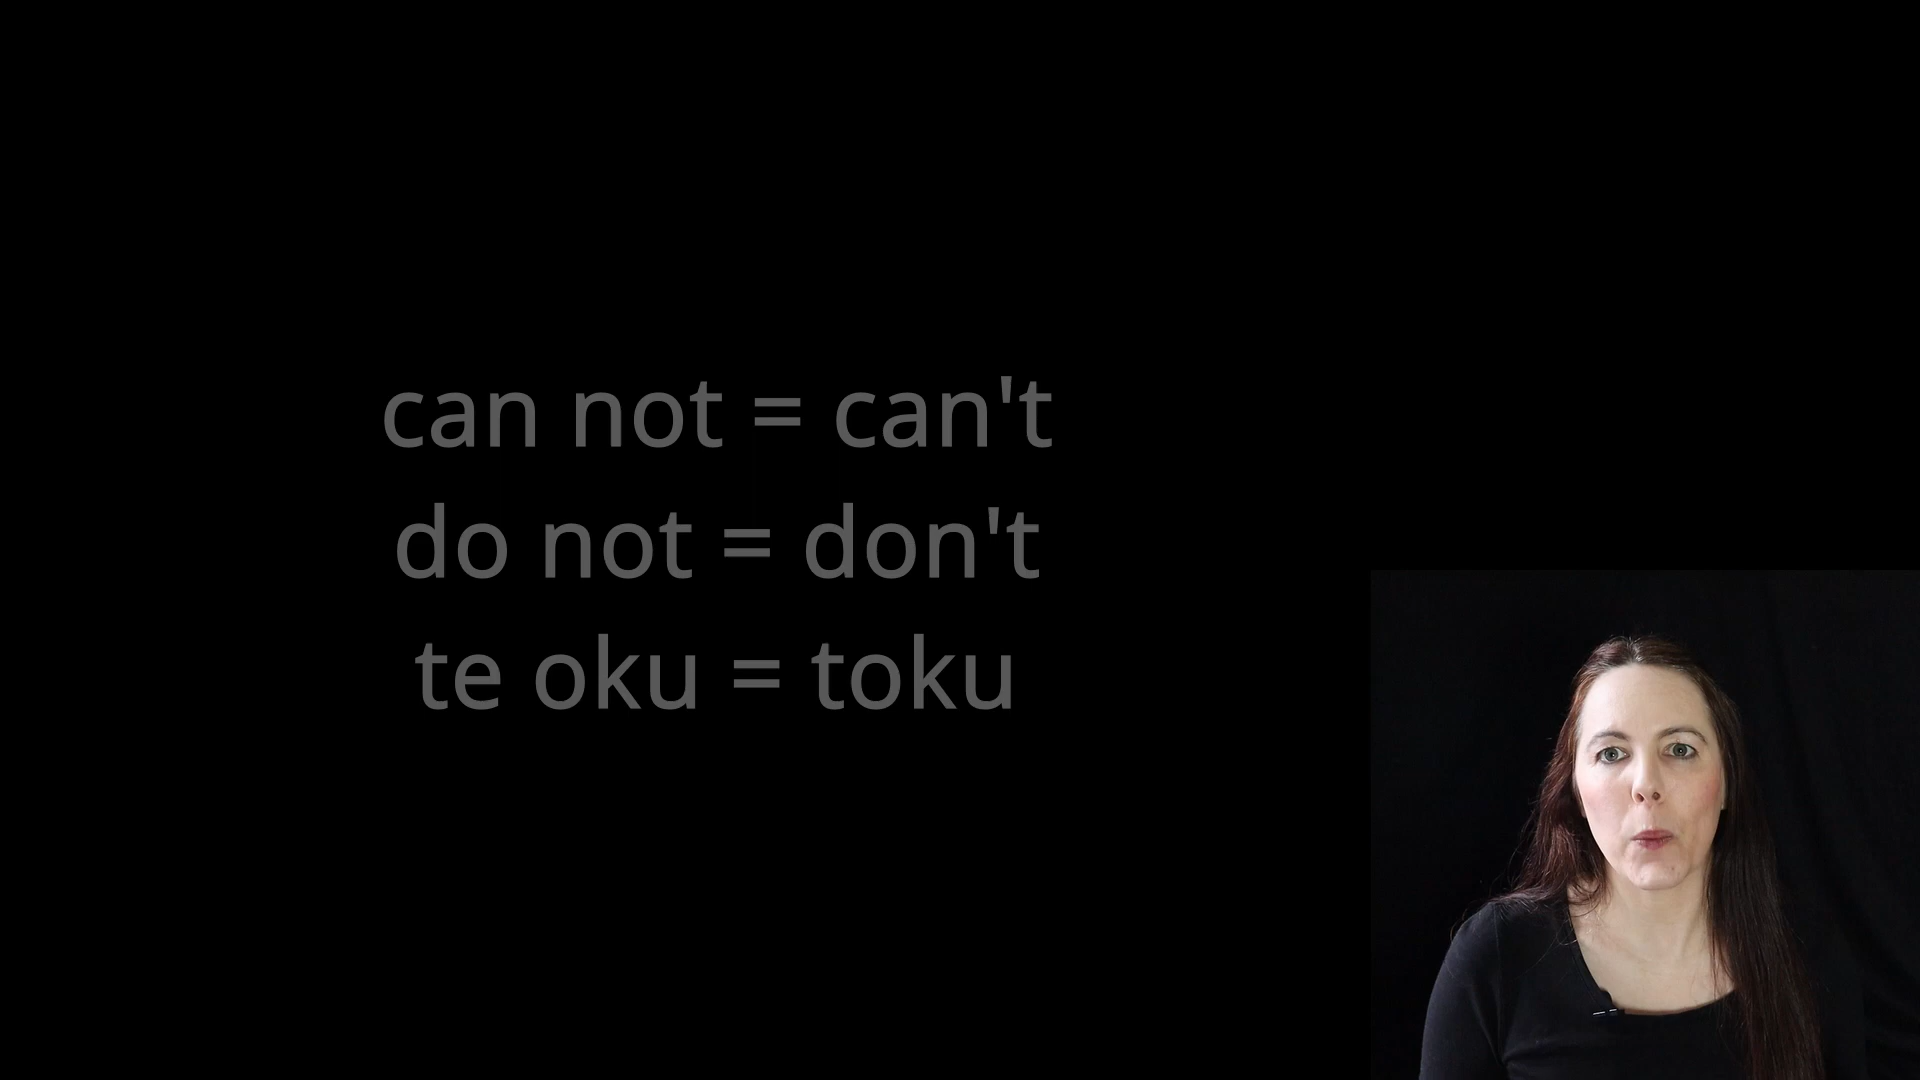 can not = can't
do not = don't
te oku = toku